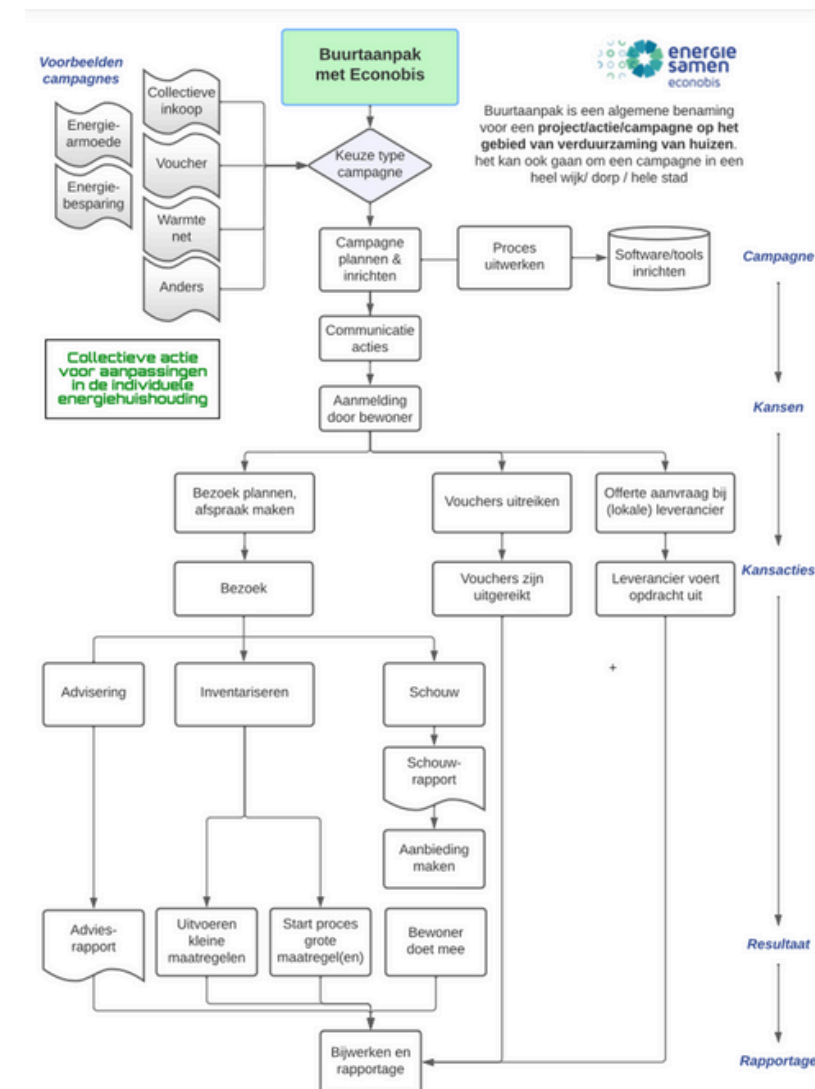 Buurtaanpak
met Econobis
energie
samen
econobis
Voorbeelden
campagnes
Energie-
armoede
Energie-
besparing
Collectieve
inkoop
Voucher
Warmte
net
Anders
Keuze type
campagne
Buurtaanpak is een algemene benaming
voor een project/actie/campagne op het
gebied van verduurzaming van huizen.
het kan ook gaan om een campagne in een
heel wijk/ dorp / hele stad
Campagne
plannen &
inrichten
Proces
uitwerken
Software/tools
inrichten
Campagne
Communicatie
acties
Collectieve actie
voor aanpassingen
in de individuele
energiehuishouding
Aanmelding
door bewoner
Kansen
Bezoek plannen,
afspraak maken
Vouchers uitreiken
Offerte aanvraag bij
(lokale) leverancier
Bezoek
Vouchers zijn
uitgereikt
Leverancier voert
opdracht uit
Kansacties
Advisering
Inventariseren
Schouw
Schouw-
rapport
Aanbieding
maken
Advies-
rapport
Uitvoeren
kleine
maatregelen
Start proces
grote
maatregel(en)
Bewoner
doet mee
Resultaat
Bijwerken en
rapportage
Rapportage